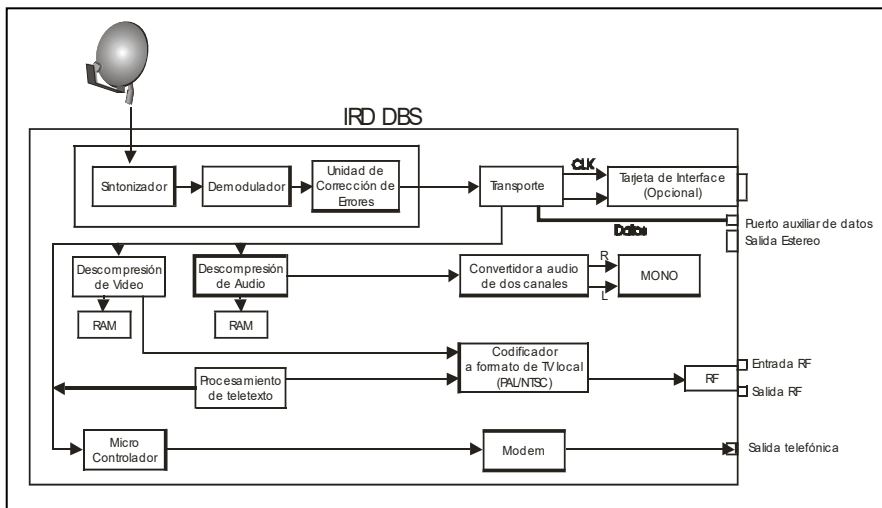 IRD DBS
Sintonizador
Demodulador
Unidad de
Corrección de
Errores
Transporte
CLK
Tarjeta de Interface
(Opcional)
Datos
Puerto auxiliar de datos
Salida Estereo
Descompresión
de Video
Descompresión
de Audio
Convertidor a audio
de dos canales
R
L
MONO
RAM
RAM
Codificador
a formato de TV local
(PAL/NTSC)
Procesamiento
de teletexto
RF
Entrada RF
Salida RF
Micro
Controlador
Modem
Salida telefónica